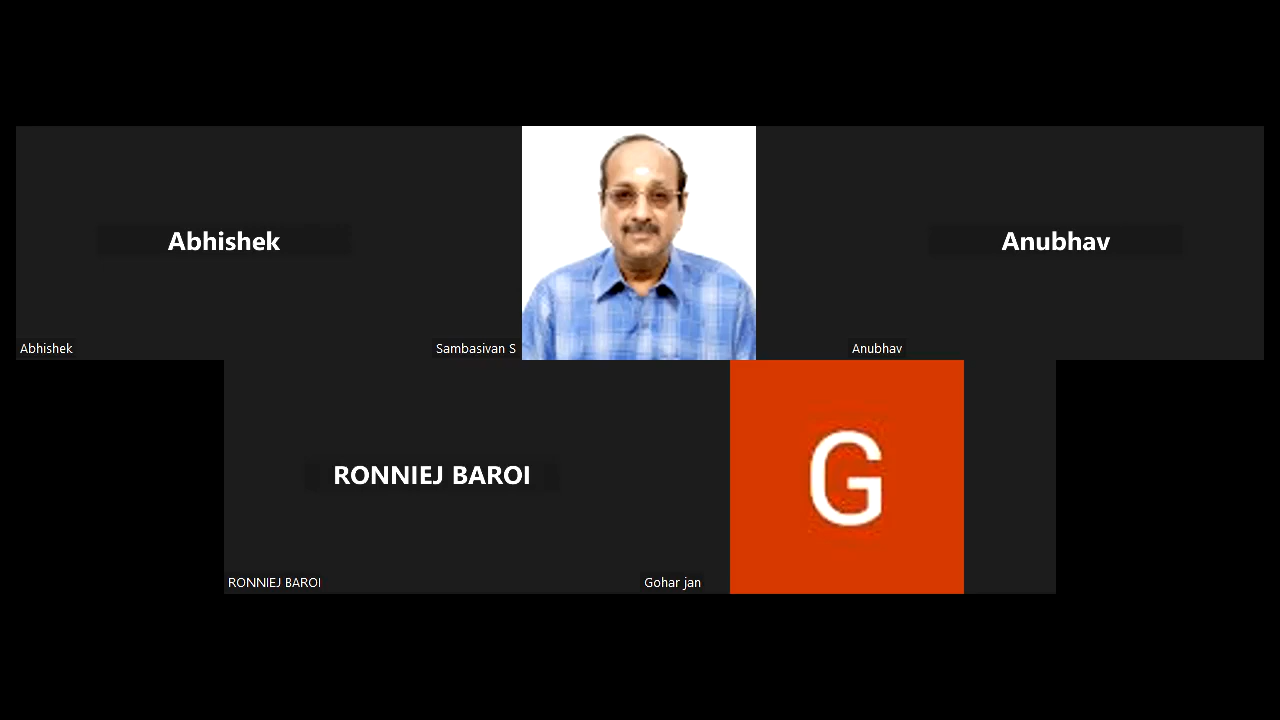 Abhishek
Anubhav
Abhishek
Sambasivan S
Anubhav
RONNIEJ BAROI
G
RONNIEJ BAROI
Gohar jan